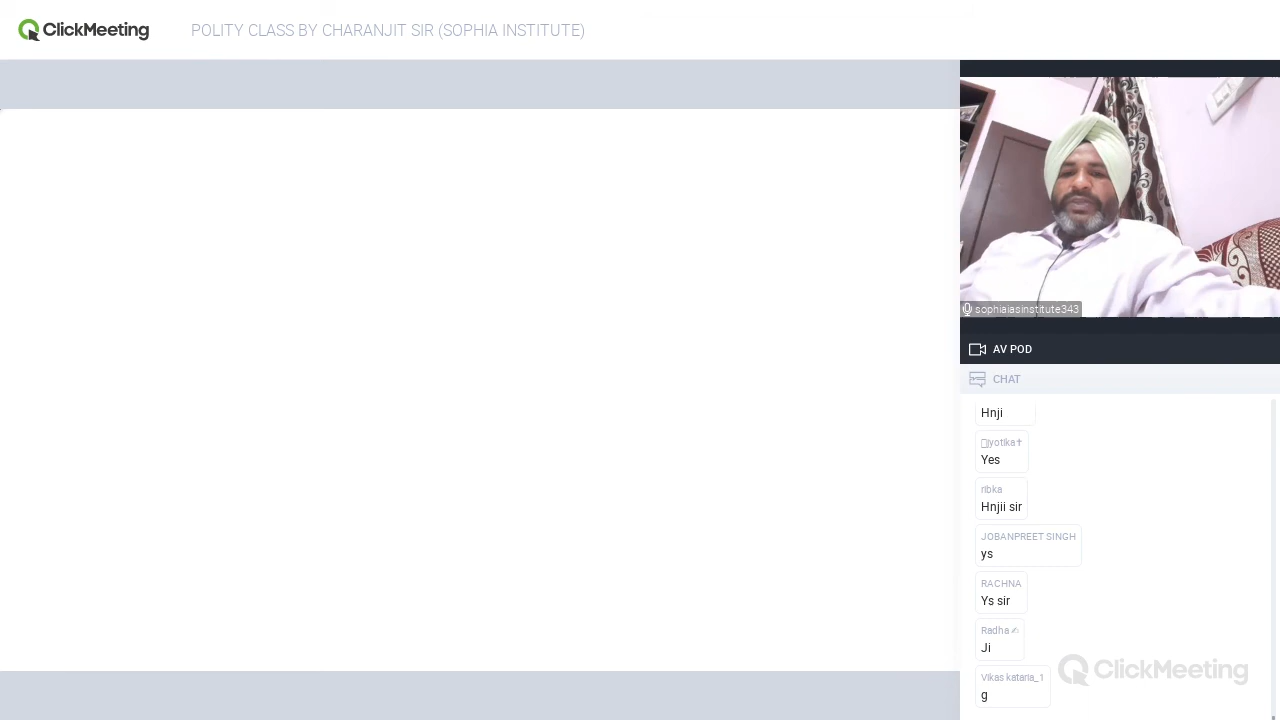 ClickMeeting
POLITY CLASS BY CHARANJIT SIR (SOPHIA INSTITUTE)
sophiaiasinstitute343
AV POD
CHAT
Hnji
jyotika✝
Yes
ribka
Hnjii sir
JOBANPREET SINGH
ys
RACHNA
Ys sir
Radha✍
Ji
Vikas kataria_1
g
ClickMeeting